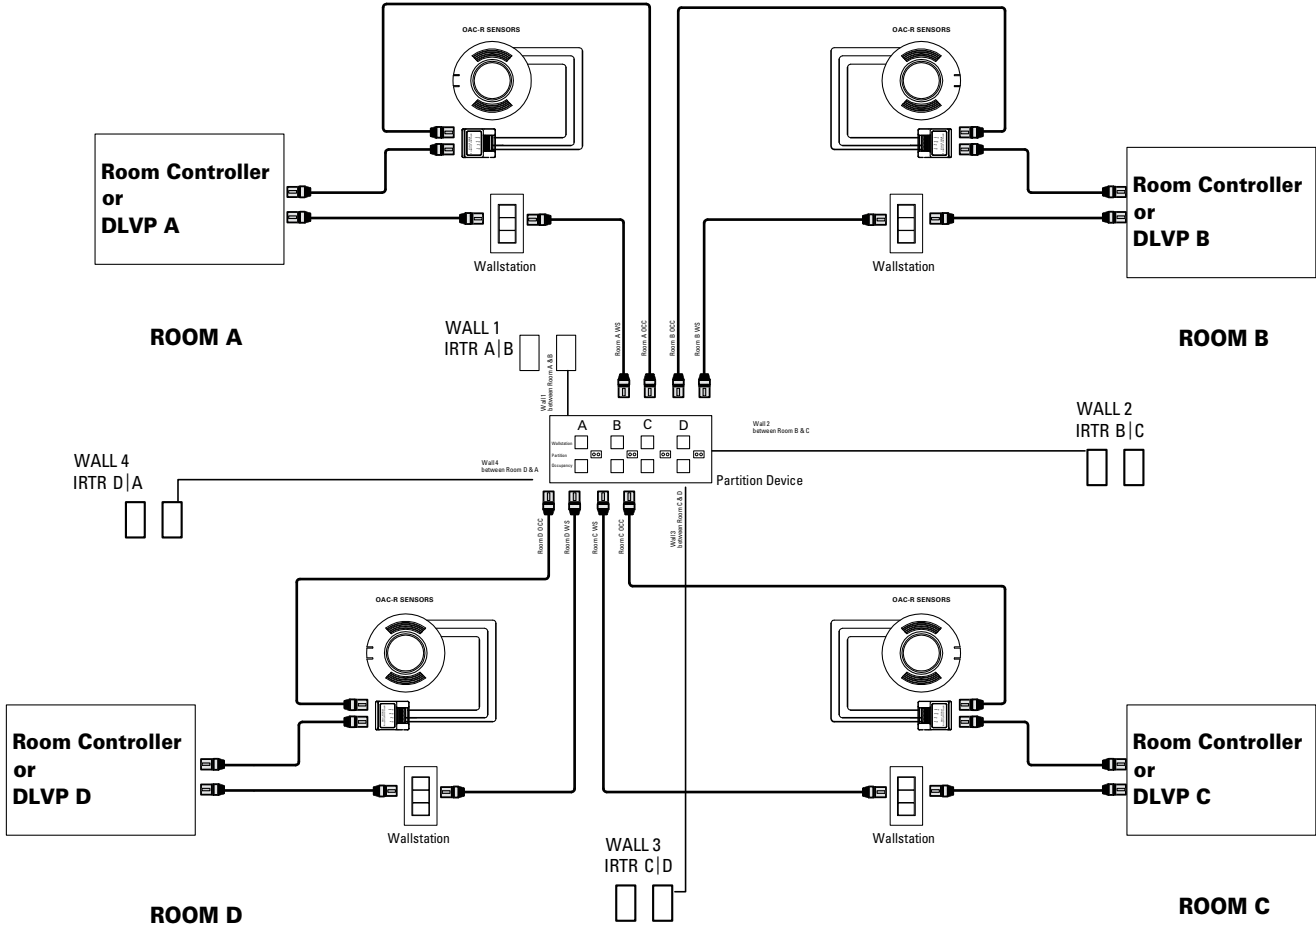 OAC-R SENSORS
OAC-R SENSORS
Room Controller
or
DLVP A
Room Controller
or
DLVP B
Wallstation
Wallstation
ROOM A
ROOM B
WALL 1
IRTR A|B
Room A WS
Room A OCC
Room B OCC
Room B WS
Wall 1
between Room A & B
A B C D
Wallstation
Partition
Occupancy
Wall 2
between Room B & C
WALL 2
IRTR B|C
WALL 4
IRTR D|A
Wall 4
between Room D & A
Partition Device
Room D OCC
Room D WS
Room C WS
Room C OCC
Wall 3
between Room C & D
OAC-R SENSORS
OAC-R SENSORS
Room Controller
or
DLVP D
Room Controller
or
DLVP C
Wallstation
Wallstation
WALL 3
IRTR C|D
ROOM D
ROOM C